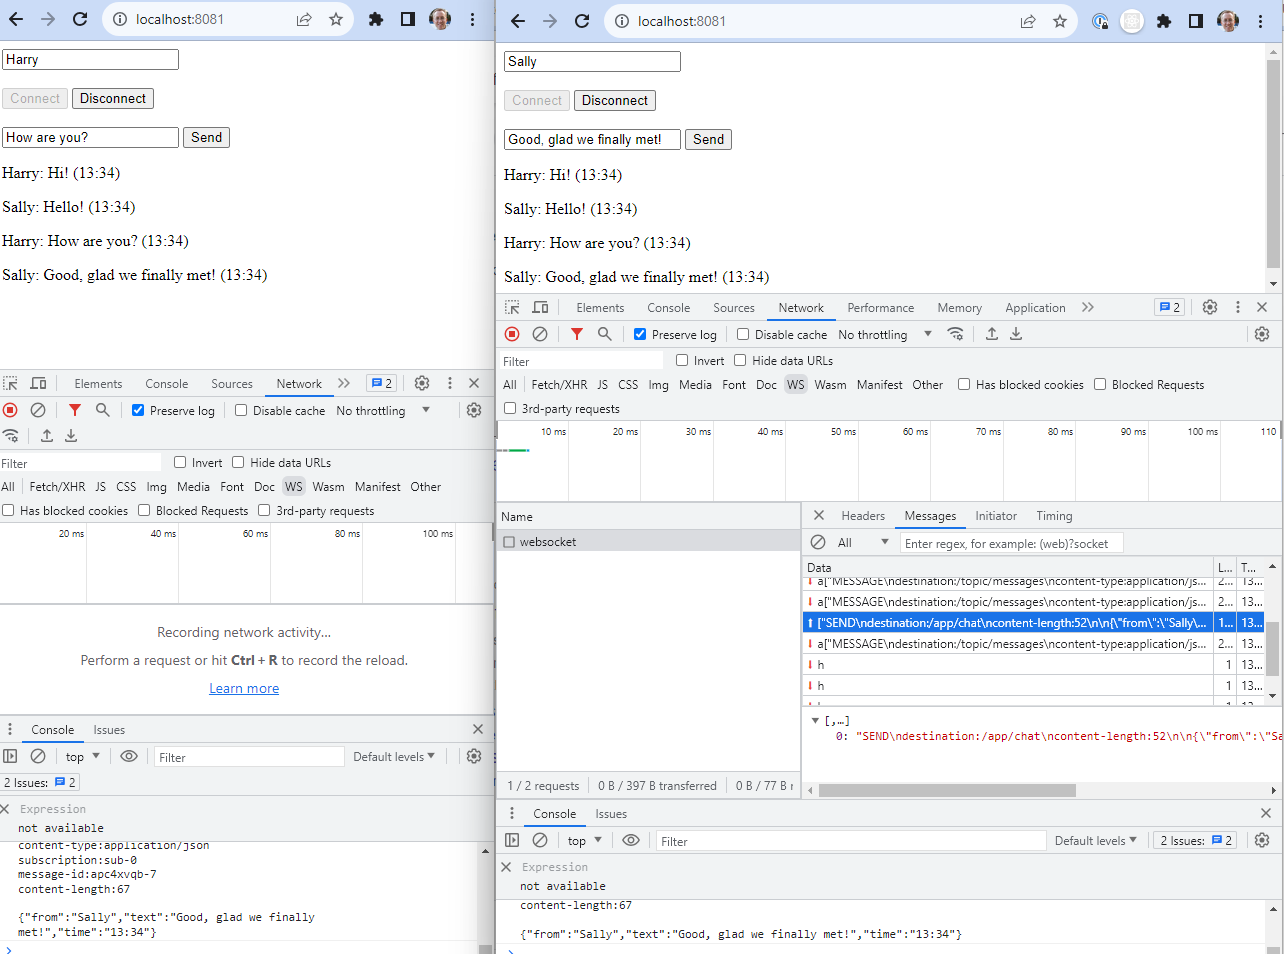 localhost:8081
Harry
Connect Disconnect
How are you? Send
Harry: Hi! (13:34)
Sally: Hello! (13:34)
Harry: How are you? (13:34)
Sally: Good, glad we finally met! (13:34)
Elements Console Sources Network 2
Preserve log Disable cache No throttling
Filter Invert Hide data URLs
All Fetch/XHR JS CSS Img Media Font Doc WS Wasm Manifest Other
Has blocked cookies Blocked Requests 3rd-party requests
20 ms 40 ms 60 ms 80 ms 100 ms
Recording network activity…
Perform a request or hit Ctrl + R to record the reload.
Learn more
Console Issues
top Filter Default levels
2 Issues: 2
Expression
not available
content-type:application/json
subscription:sub-0
message-id:apc4xvqb-7
content-length:67
{"from":"Sally","text":"Good, glad we finally
met!","time":"13:34"}
localhost:8081
Sally
Connect Disconnect
Good, glad we finally met! Send
Harry: Hi! (13:34)
Sally: Hello! (13:34)
Harry: How are you? (13:34)
Sally: Good, glad we finally met! (13:34)
Elements Console Sources Network Performance Memory Application 2
Preserve log Disable cache No throttling
Filter Invert Hide data URLs
All Fetch/XHR JS CSS Img Media Font Doc WS Wasm Manifest Other Has blocked cookies Blocked Requests
3rd-party requests
10 ms 20 ms 30 ms 40 ms 50 ms 60 ms 70 ms 80 ms 90 ms 100 ms 110
Name
websocket
1 / 2 requests 0 B / 397 B transferred 0 B / 77 B r
Headers Messages Initiator Timing
All Enter regex, for example: (web)?socket
Data L... T...
a["MESSAGE\ndestination:/topic/messages\ncontent-type:application/js... 2... 13...
a["MESSAGE\ndestination:/topic/messages\ncontent-type:application/js... 2... 13...
["SEND\ndestination:/app/chat\ncontent-length:52\n\n{\"from\":\"Sally\... 1... 13...
a["MESSAGE\ndestination:/topic/messages\ncontent-type:application/js... 2... 13...
h 1 13...
h 1 13...
[,…]
0: "SEND\ndestination:/app/chat\ncontent-length:52\n\n{\"from\":\"Sa
Console Issues
top Filter Default levels 2 Issues: 2
Expression
not available
content-length:67
{"from":"Sally","text":"Good, glad we finally met!","time":"13:34"}